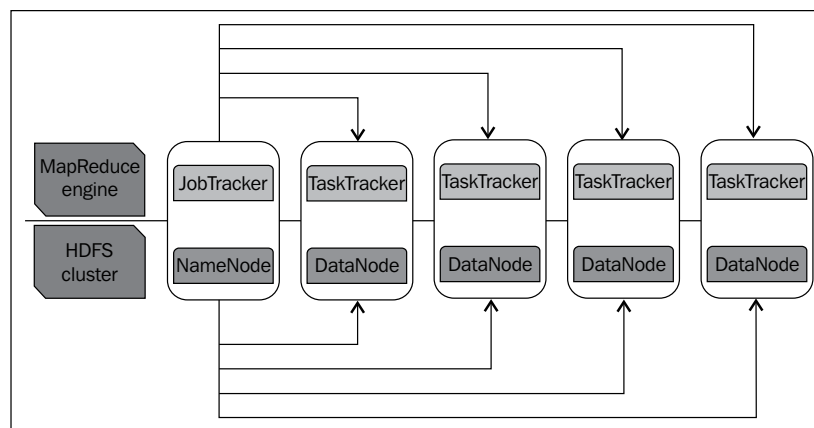 MapReduce
engine
JobTracker
TaskTracker
TaskTracker
TaskTracker
TaskTracker
HDFS
cluster
NameNode
DataNode
DataNode
DataNode
DataNode